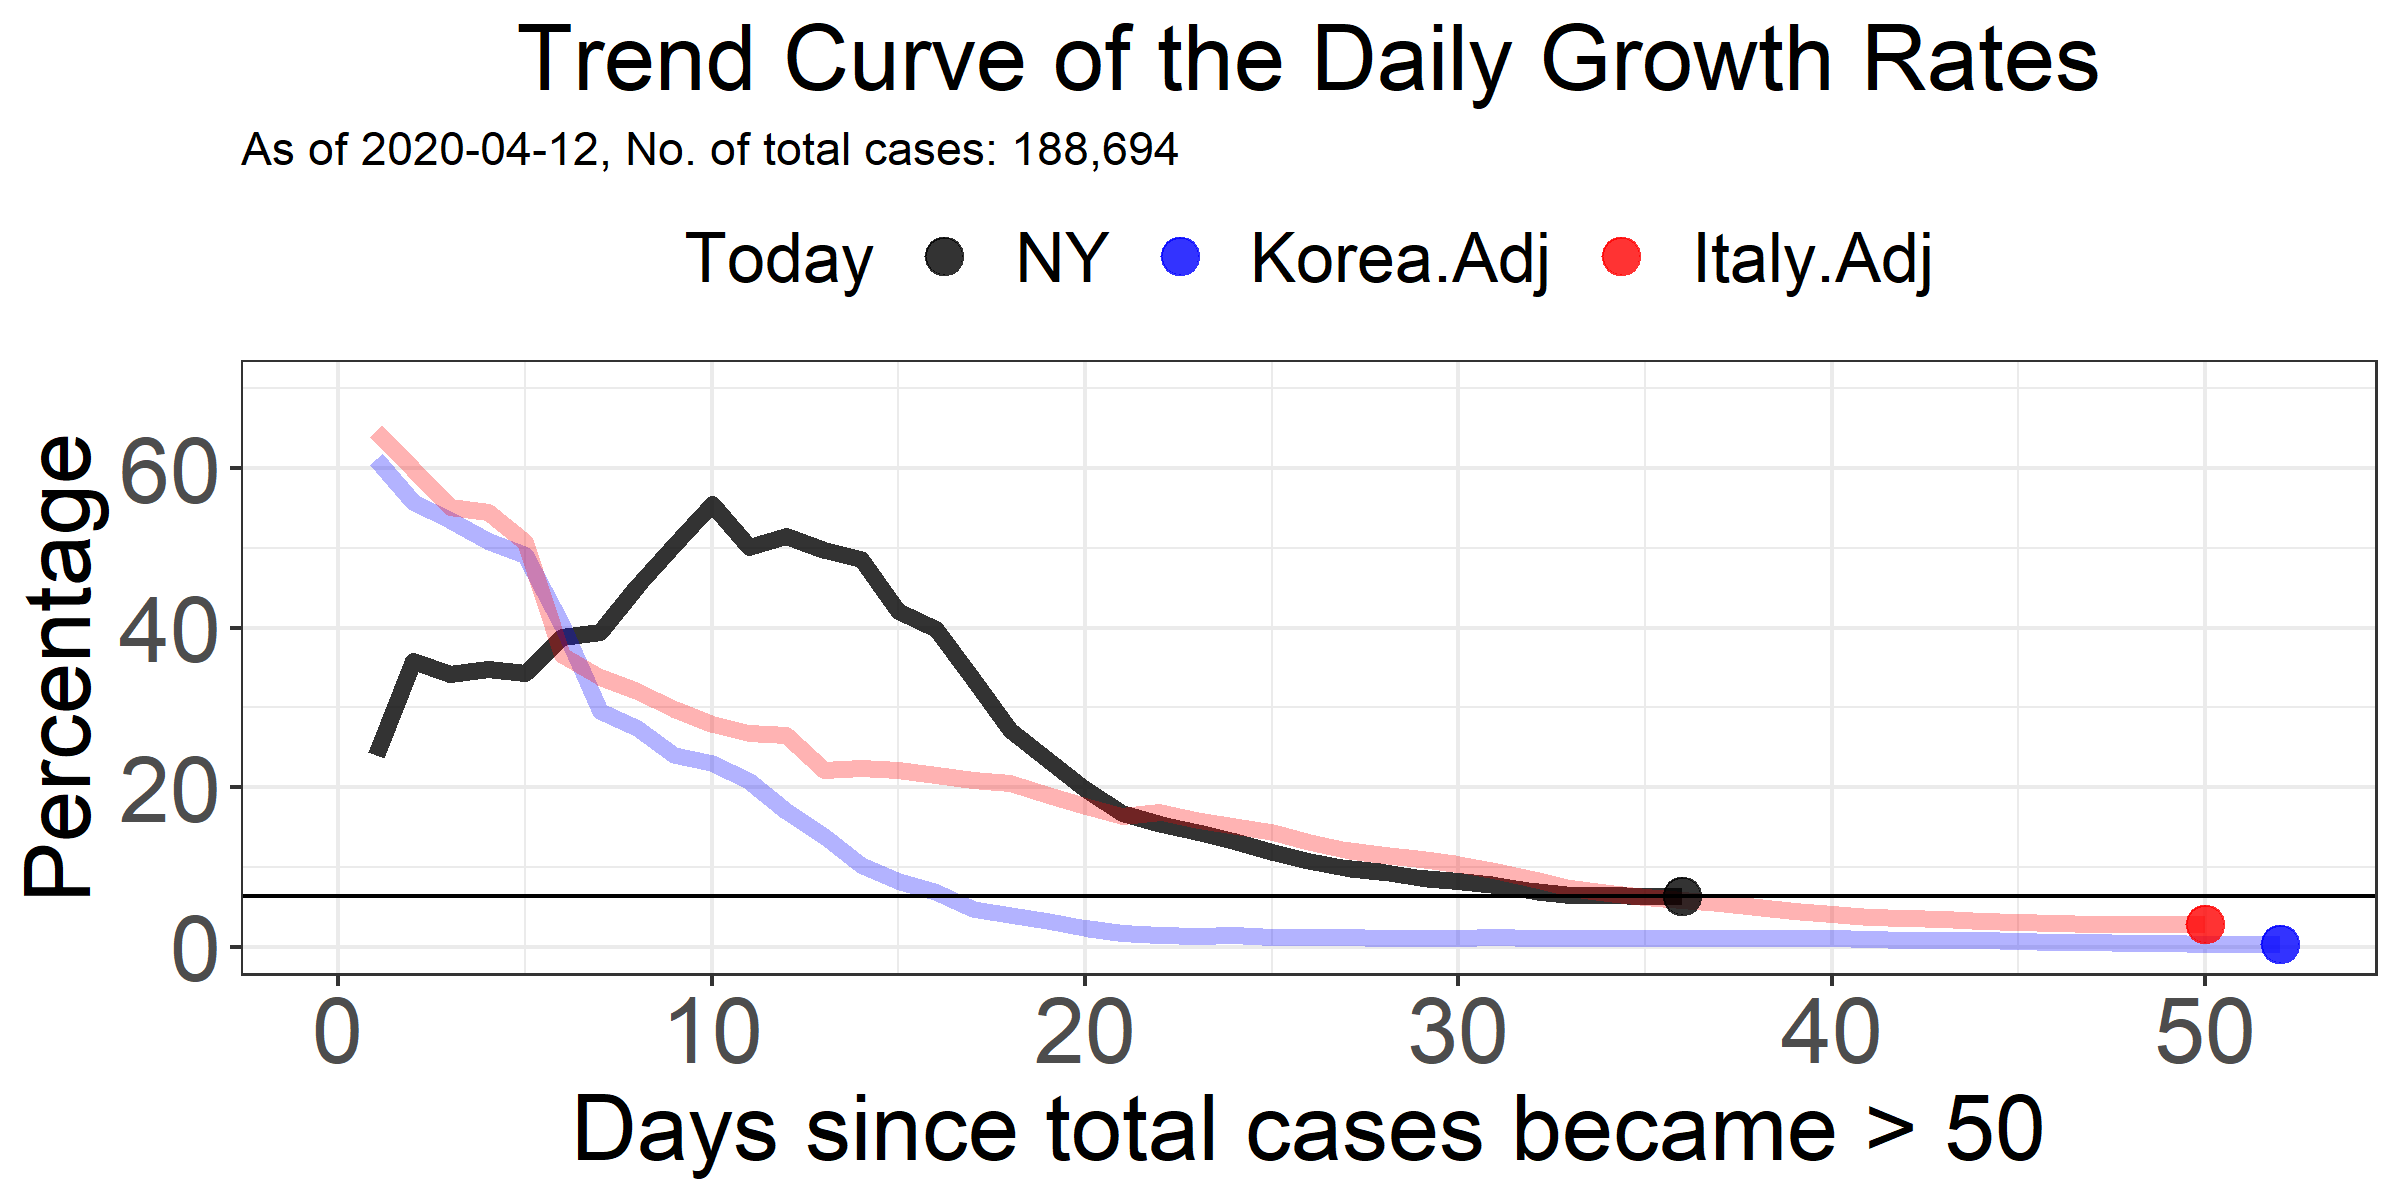 Trend Curve of the Daily Growth Rates
As of 2020-04-12, No. of total cases: 188,694
Today NY Korea.Adj Italy.Adj
Percentage
60
40
20
0
0 10 20 30 40 50
Days since total cases became > 50